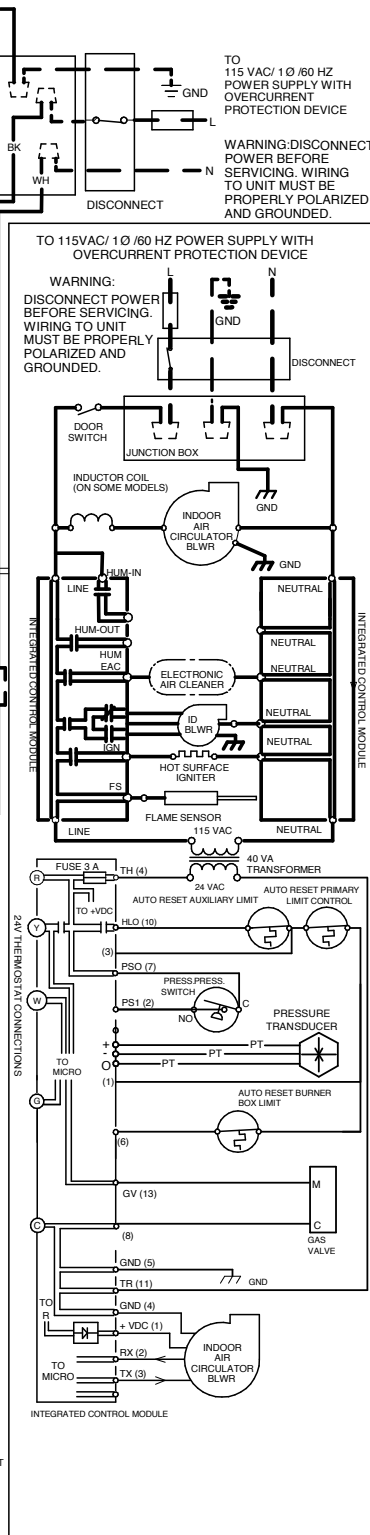 TO
115 VAC/ 1Ø /60 HZ
POWER SUPPLY WITH
OVERCURRENT
PROTECTION DEVICE
GND
L
BK
WARNING:DISCONNECT
POWER BEFORE
SERVICING. WIRING
TO UNIT MUST BE
PROPERLY POLARIZED
AND GROUNDED.
N
WH
DISCONNECT
TO 115VAC/ 1Ø /60 HZ POWER SUPPLY WITH
OVERCURRENT PROTECTION DEVICE
WARNING:
DISCONNECT POWER
BEFORE SERVICING.
WIRING TO UNIT
MUST BE PROPERLY
POLARIZED AND
GROUNDED.
L
N
GND
DISCONNECT
DOOR
SWITCH
JUNCTION BOX
GND
INDUCTOR COIL
(ON SOME MODELS)
INDOOR
AIR
CIRCULATOR
BLWR
GND
HUM-IN
LINE
NEUTRAL
INTEGRATED CONTROL MODULE
INTEGRATED CONTROL MODULE
HUM-OUT
NEUTRAL
HUM
EAC
ELECTRONIC
AIR CLEANER
NEUTRAL
ID
BLWR
NEUTRAL
IGN
NEUTRAL
HOT SURFACE
IGNITER
FS
FLAME SENSOR
LINE
115 VAC
NEUTRAL
40 VA
TRANSFORMER
24 VAC
FUSE 3 A
TH (4)
R
TO +VDC
AUTO RESET AUXILIARY LIMIT
AUTO RESET PRIMARY
LIMIT CONTROL
24V THERMOSTAT CONNECTIONS
Y
HLO (10)
(3)
PSO (7)
W
PRESS.PRESS.
SWITCH
PS1 (2)
NO
C
PRESSURE
TRANSDUCER
+
-
O
PT
PT
PT
TO
MICRO
(1)
G
AUTO RESET BURNER
BOX LIMIT
(6)
GV (13)
M
C
GAS
VALVE
C
(8)
GND (5)
GND
TR (11)
TO
R
GND (4)
+ VDC (1)
RX (2)
TX (3)
TO
MICRO
INDOOR
AIR
CIRCULATOR
BLWR
INTEGRATED CONTROL MODULE
T